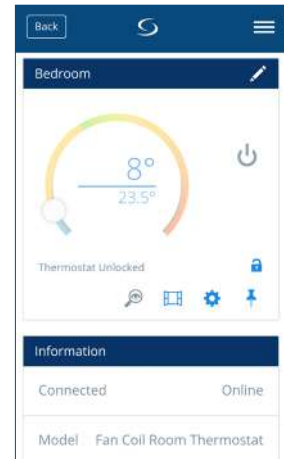 Back
Bedroom
8°
23.5°
Thermostat Unlocked
Information
Connected Online
Model Fan Coil Room Thermostat